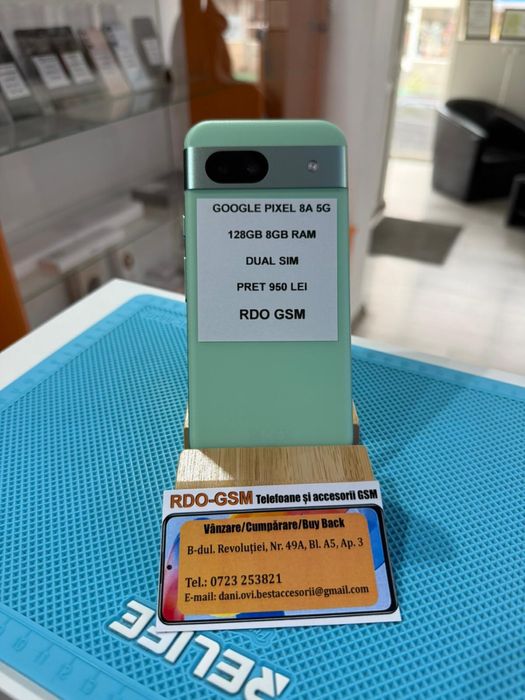 GOOGLE PIXEL 8A 5G
128GB 8GB RAM
DUAL SIM
PRET 950 LEI
RDO GSM
RDO-GSM Telefoane și accesorii GSM
Vânzare/Cumpărare/Buy Back
B-dul. Revoluției, Nr. 49A, Bl. A5, Ap. 3
Tel.: 0723 253821
E-mail: dani.ovi.bestaccesorii@gmail.com
RELIFE